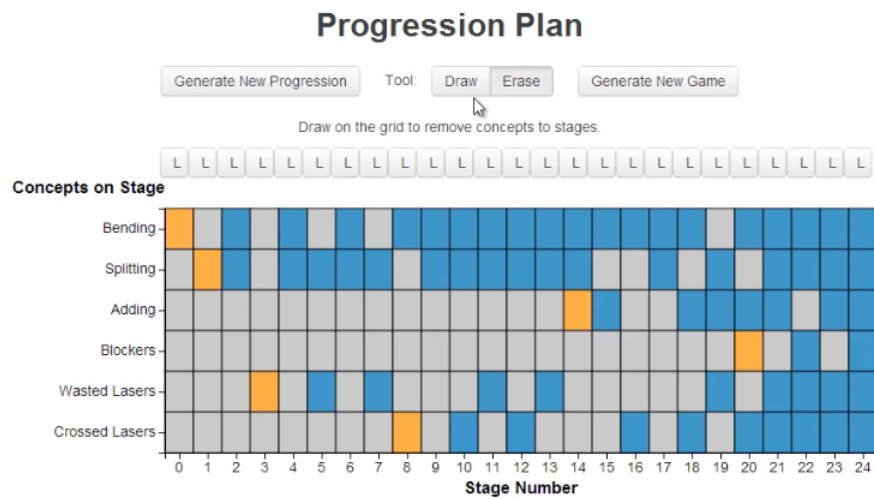 Progression Plan
Generate New Progression Tool: Draw Erase Generate New Game
Draw on the grid to remove concepts to stages.
L L L L L L L L L L L L L L L L L L L L L L L L L
Concepts on Stage
Bending
Splitting
Adding
Blockers
Wasted Lasers
Crossed Lasers
0 1 2 3 4 5 6 7 8 9 10 11 12 13 14 15 16 17 18 19 20 21 22 23 24
Stage Number